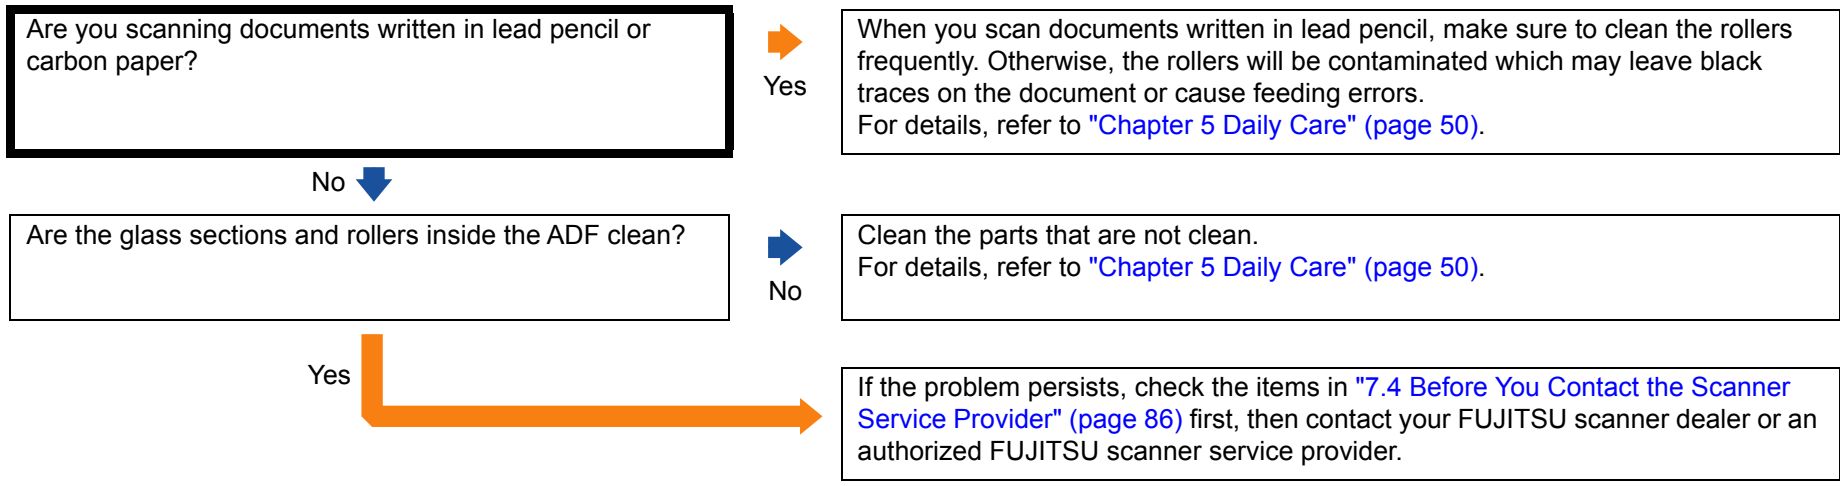 Are you scanning documents written in lead pencil or
carbon paper?
Yes
When you scan documents written in lead pencil, make sure to clean the rollers
frequently. Otherwise, the rollers will be contaminated which may leave black
traces on the document or cause feeding errors.
For details, refer to "Chapter 5 Daily Care" (page 50).
No
Are the glass sections and rollers inside the ADF clean?
No
Clean the parts that are not clean.
For details, refer to "Chapter 5 Daily Care" (page 50).
Yes
If the problem persists, check the items in "7.4 Before You Contact the Scanner
Service Provider" (page 86) first, then contact your FUJITSU scanner dealer or an
authorized FUJITSU scanner service provider.